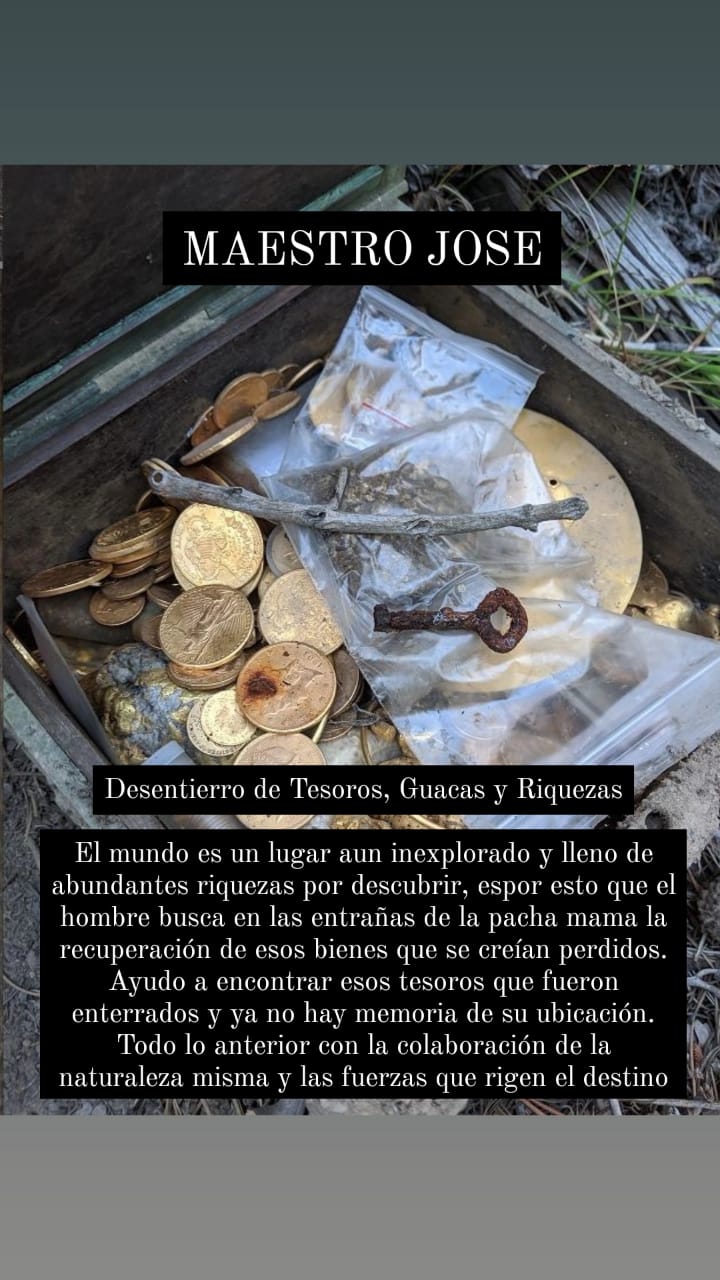 MAESTRO JOSE
Desentierro de Tesoros, Guacas y Riquezas
El mundo es un lugar aun inexplorado y lleno de
abundantes riquezas por descubrir, espor esto que el
hombre busca en las entrañas de la pacha mama la
recuperación de esos bienes que se creían perdidos.
Ayudo a encontrar esos tesoros que fueron
enterrados y ya no hay memoria de su ubicación.
Todo lo anterior con la colaboración de la
naturaleza misma y las fuerzas que rigen el destino